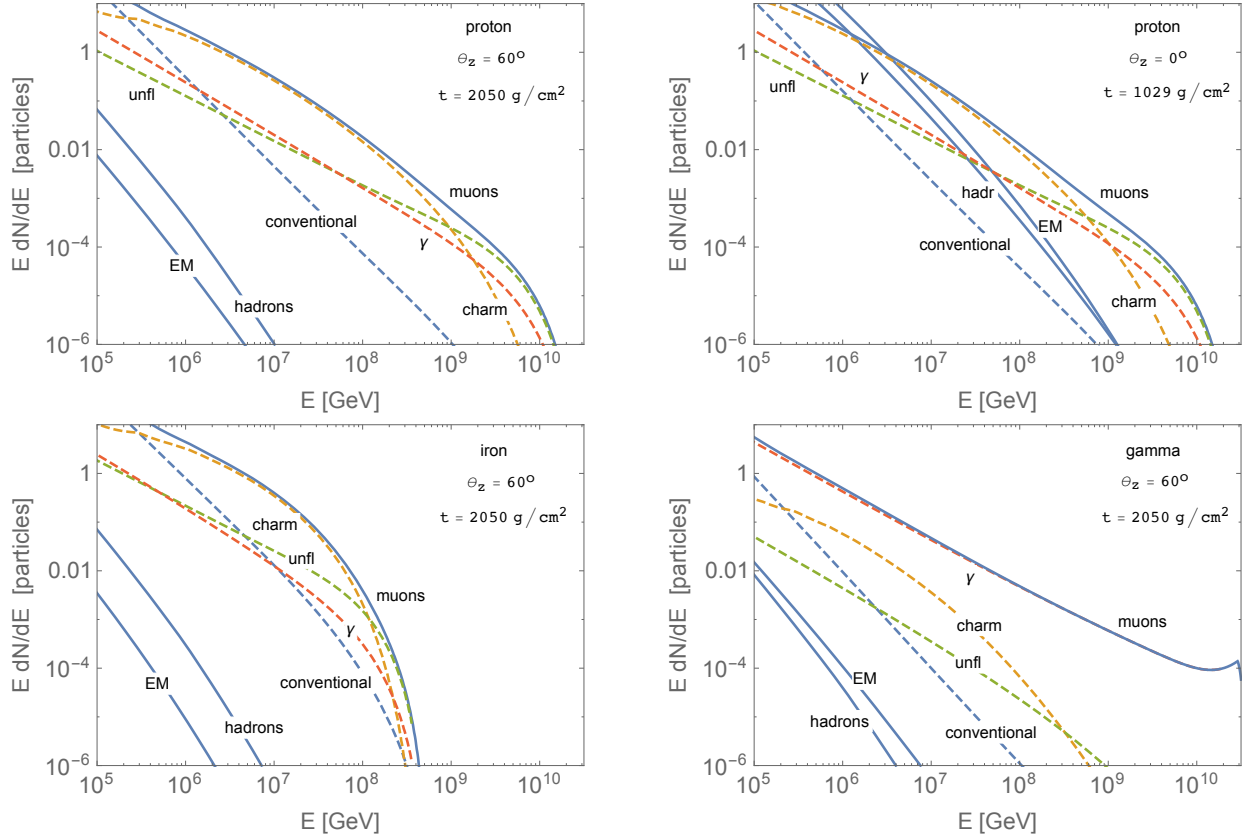 proton
θz = 60º
t = 2050 g/cm²
E dN/dE [particles]
1
0.01
10⁻⁴
10⁻⁶
unfl
conventional
muons
γ
EM
hadrons
charm
10⁵ 10⁶ 10⁷ 10⁸ 10⁹ 10¹⁰
E [GeV]
proton
θz = 0º
t = 1029 g/cm²
E dN/dE [particles]
1
0.01
10⁻⁴
10⁻⁶
γ
unfl
hadr
muons
EM
conventional
charm
10⁵ 10⁶ 10⁷ 10⁸ 10⁹ 10¹⁰
E [GeV]
iron
θz = 60º
t = 2050 g/cm²
E dN/dE [particles]
1
0.01
10⁻⁴
10⁻⁶
charm
unfl
muons
γ
EM
conventional
hadrons
10⁵ 10⁶ 10⁷ 10⁸ 10⁹ 10¹⁰
E [GeV]
gamma
θz = 60º
t = 2050 g/cm²
E dN/dE [particles]
1
0.01
10⁻⁴
10⁻⁶
γ
charm
muons
unfl
EM
hadrons
conventional
10⁵ 10⁶ 10⁷ 10⁸ 10⁹ 10¹⁰
E [GeV]